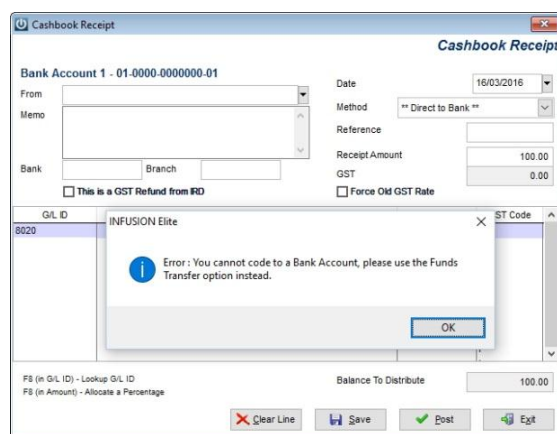 Cashbook Receipt
Cashbook Receipt
Bank Account 1 - 01-0000-0000000-01
From
Memo
Bank
Branch
This is a GST Refund from IRD
Date 16/03/2016
Method ** Direct to Bank **
Reference
Receipt Amount 100.00
GST 0.00
Force Old GST Rate
G/L ID
ST Code
8020
INFUSION Elite
Error : You cannot code to a Bank Account, please use the Funds
Transfer option instead.
OK
F8 (in G/L ID) - Lookup G/L ID
F8 (in Amount) - Allocate a Percentage
Balance To Distribute 100.00
Clear Line
Save
Post
Exit